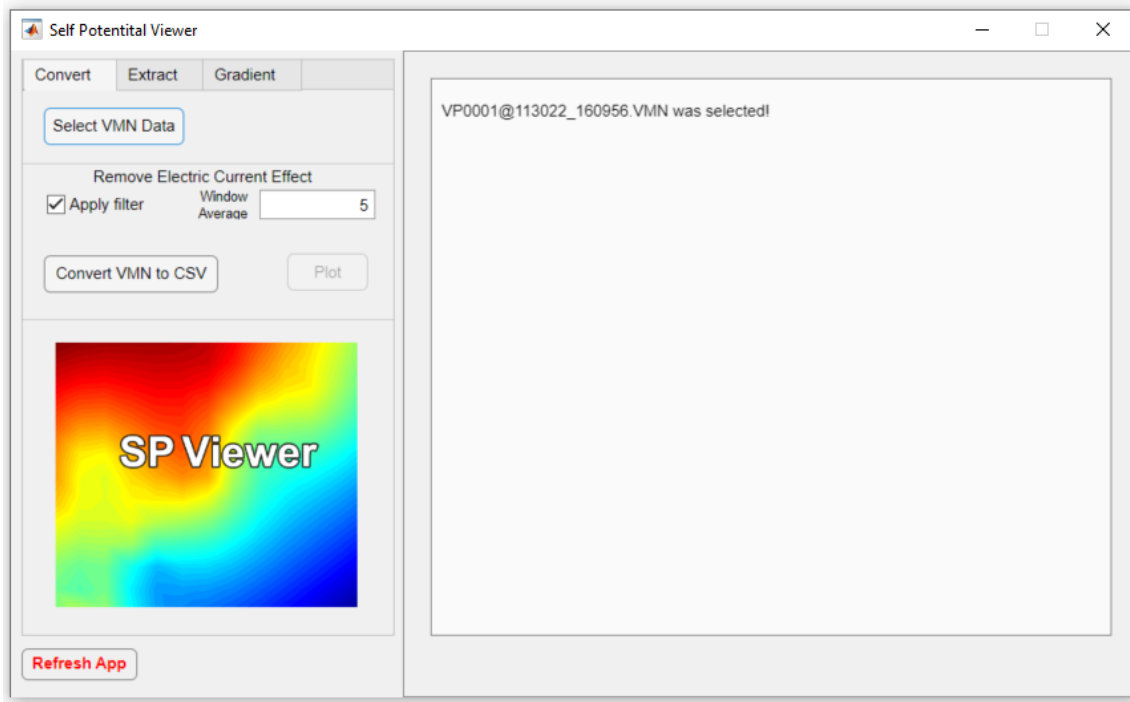 Self Potentital Viewer
Convert Extract Gradient
Select VMN Data
Remove Electric Current Effect
Apply filter
Window
Average
5
Convert VMN to CSV
Plot
SP Viewer
Refresh App
VP0001@113022_160956.VMN was selected!